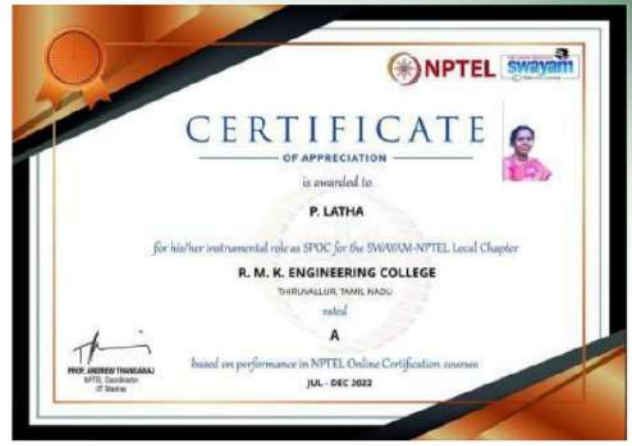 NPTEL swayam
CERTIFICATE
OF APPRECIATION
is awarded to
P. LATHA
for his/her instrumental role as SPOC for the SWAYAM-NPTEL Local Chapter
R. M. K. ENGINEERING COLLEGE
THIRUVALLUR, TAMIL NADU
rated
A
based on performance in NPTEL Online Certification courses
JUL - DEC 2022
PROF. ANDREW THANGARAJ
NPTEL Coordinator
IIT Madras